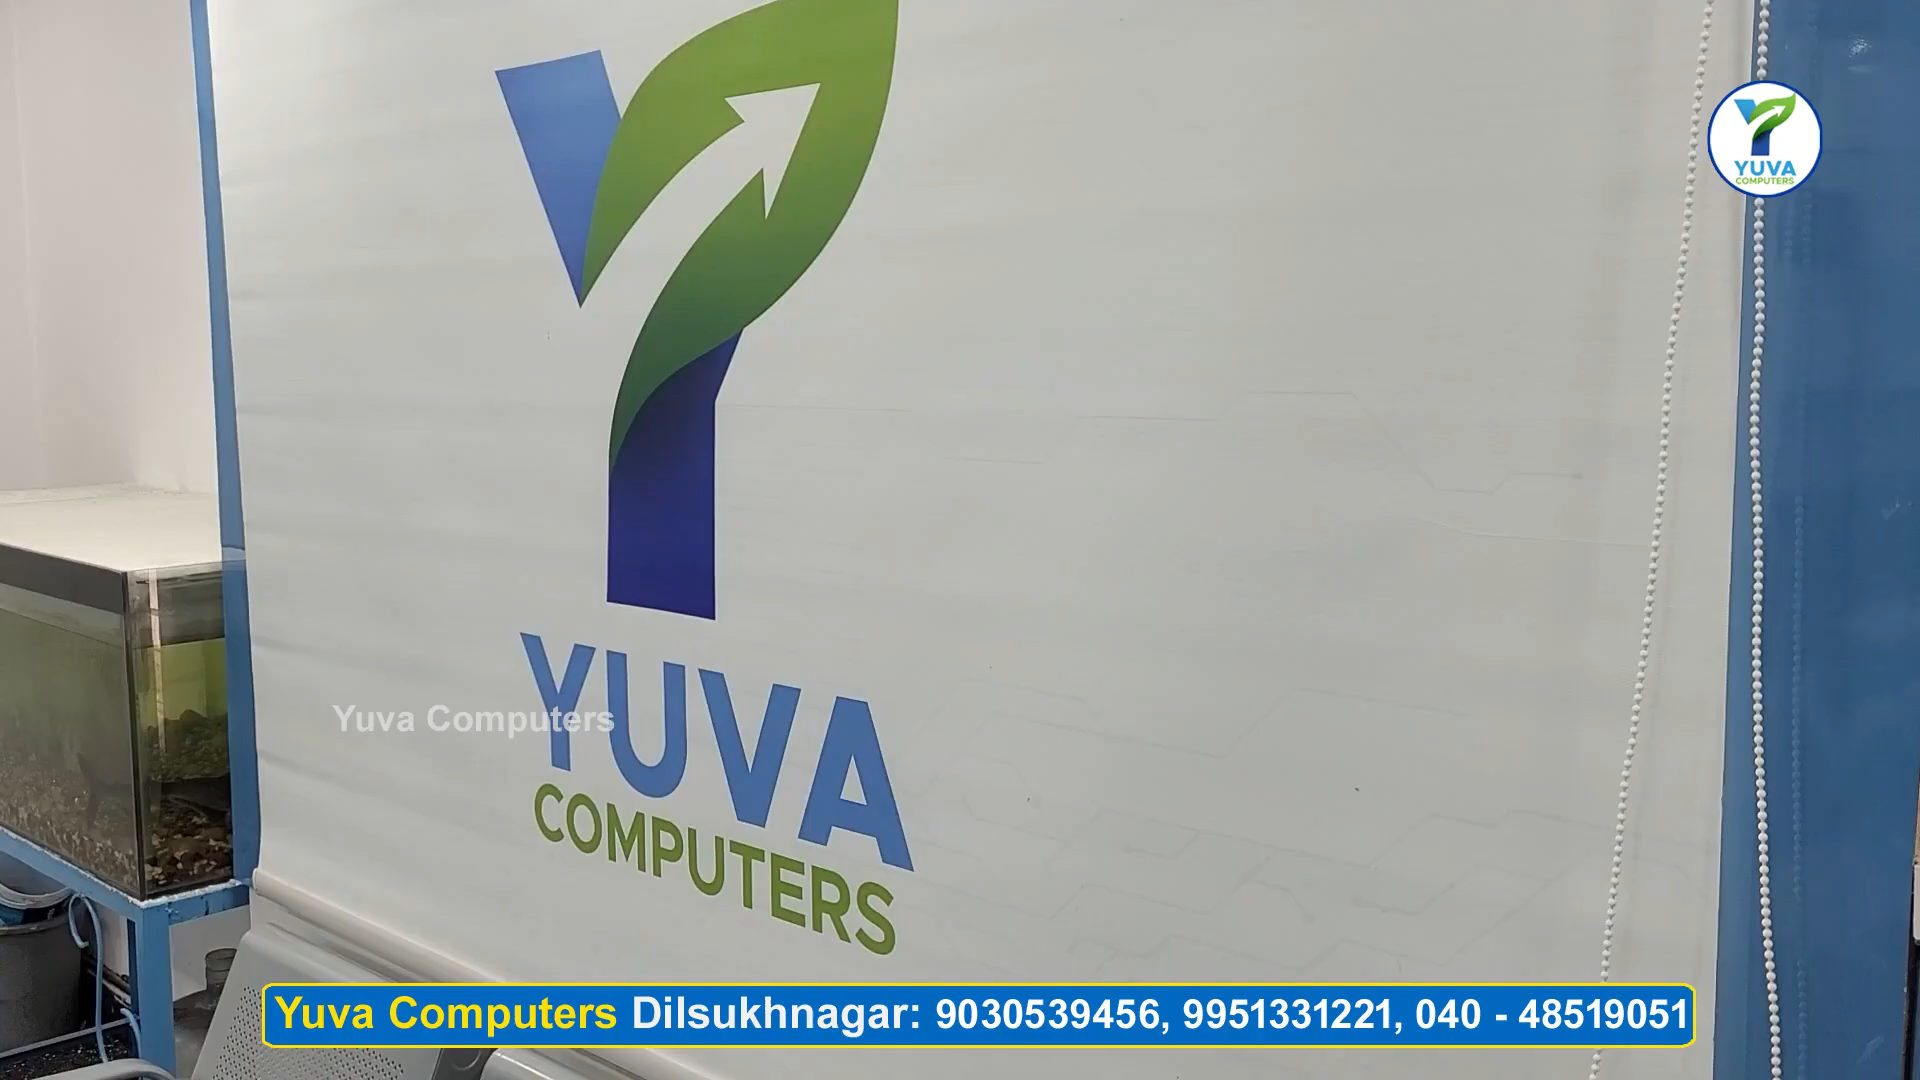 YUVA
COMPUTERS
YUVA
COMPUTERS
Yuva Computers
Yuva Computers Dilsukhnagar: 9030539456, 9951331221, 040 - 48519051